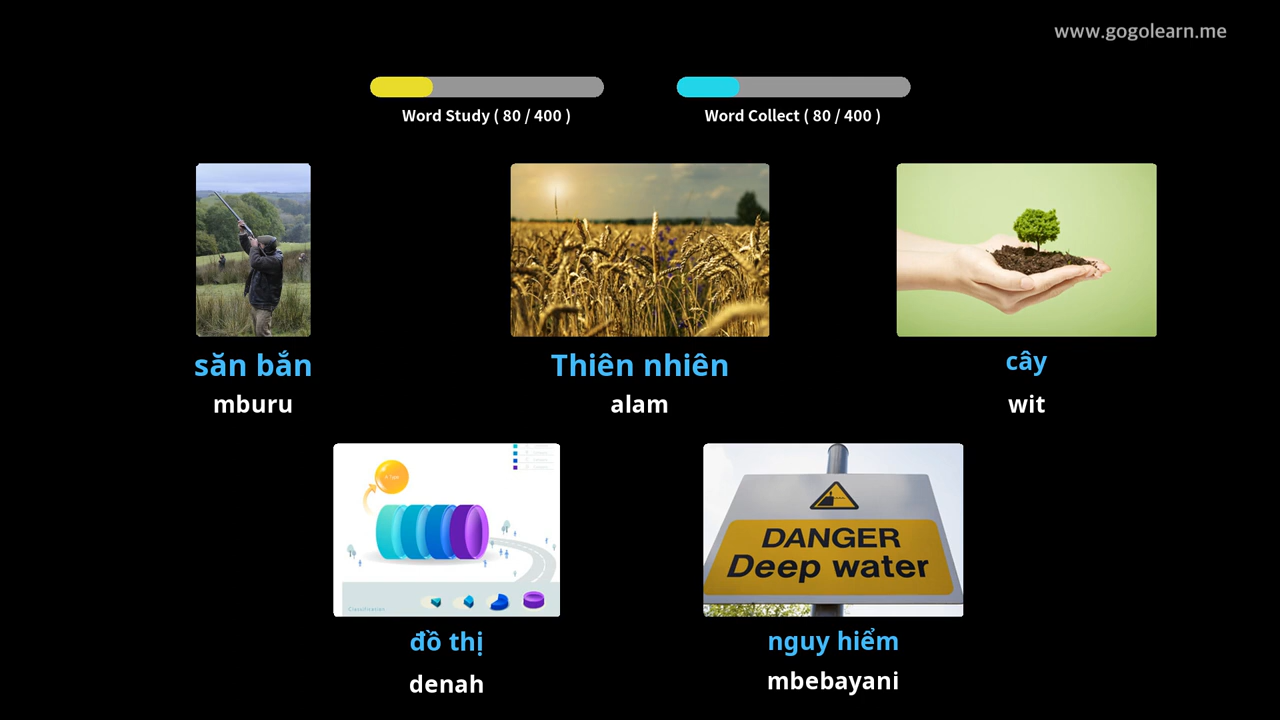 www.gogolearn.me
Word Study ( 80 / 400 )
Word Collect ( 80 / 400 )
săn bắn
mburu
Thiên nhiên
alam
cây
wit
DANGER
Deep water
Classification
đồ thị
denah
nguy hiểm
mbebayani